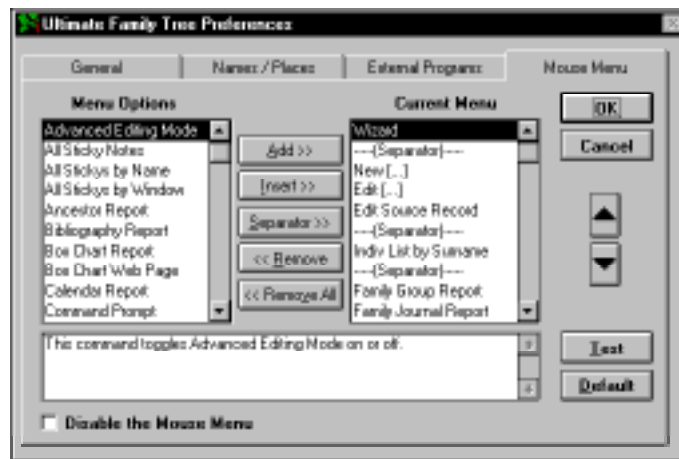 Ultimate Family Tree Preferences
General
Names / Places
External Programs
Mouse Menu
Menu Options
Advanced Editing Mode
All Sticky Notes
All Stickys by Name
All Stickys by Window
Ancestor Report
Bibliography Report
Box Chart Report
Box Chart Web Page
Calendar Report
Command Prompt
Add >>
Insert >>
Separator >>
<< Remove
<< Remove All
Current Menu
Wizard
----(Separator)----
New [...]
Edit [...]
Edit Source Record
----(Separator)----
Indiv List by Surname
----(Separator)----
Family Group Report
Family Journal Report
OK
Cancel
This command toggles Advanced Editing Mode on or off.
Test
Default
Disable the Mouse Menu